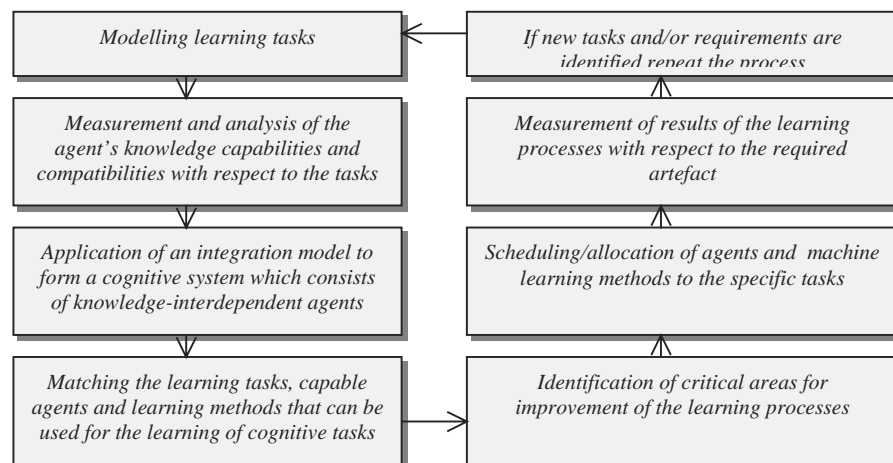 Modelling learning tasks
If new tasks and/or requirements are
identified repeat the process
Measurement and analysis of the
agent's knowledge capabilities and
compatibilities with respect to the tasks
Measurement of results of the learning
processes with respect to the required
artefact
Application of an integration model to
form a cognitive system which consists
of knowledge-interdependent agents
Scheduling/allocation of agents and machine
learning methods to the specific tasks
Matching the learning tasks, capable
agents and learning methods that can be
used for the learning of cognitive tasks
Identification of critical areas for
improvement of the learning processes